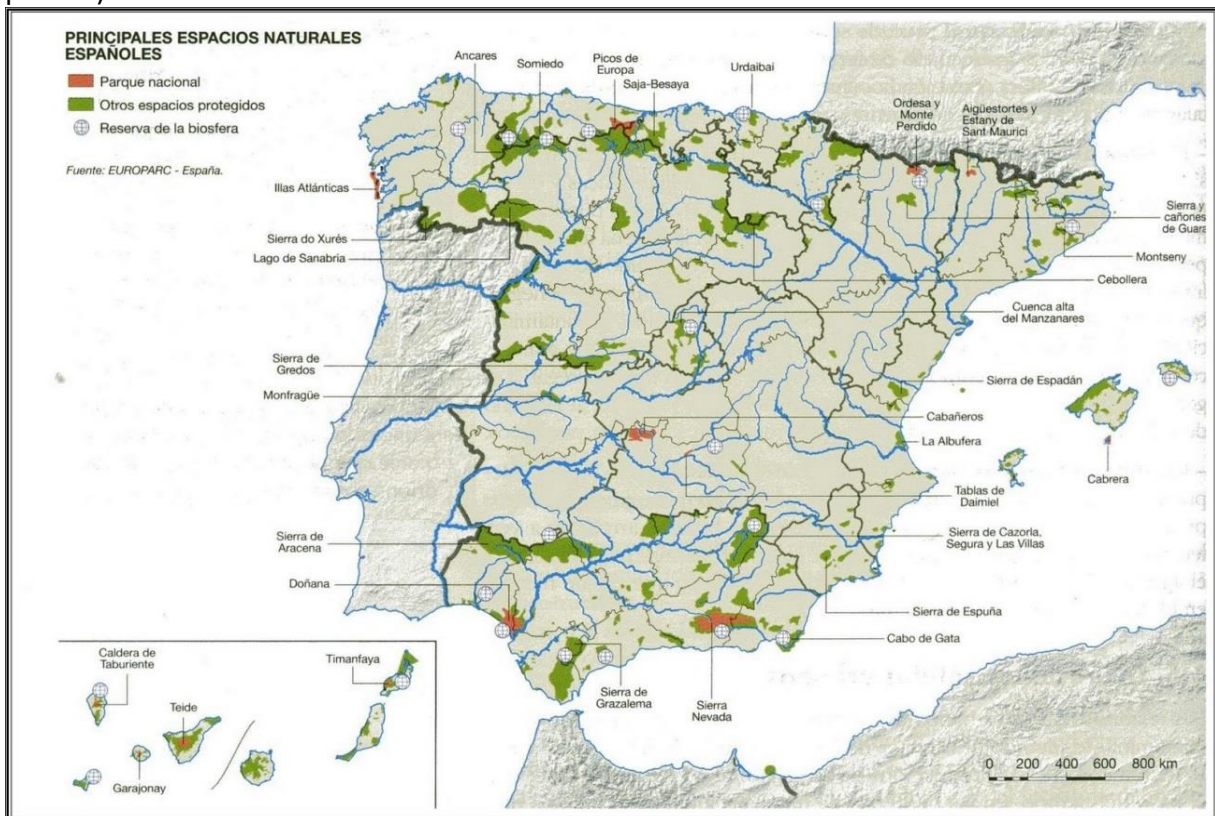 PRINCIPALES ESPACIOS NATURALES
ESPAÑOLES
Parque nacional
Otros espacios protegidos
Reserva de la biosfera
Fuente: EUROPARC - España.
Ancares
Somiedo
Picos de
Europa
Saja-Besaya
Urdaibai
Ordesa y
Monte
Perdido
Aigüestortes y
Estany de
Sant Maurici
Illas Atlánticas
Sierra do Xurés
Lago de Sanabria
Sierra y
cañones
de Guara
Montseny
Cebollera
Cuenca alta
del Manzanares
Sierra de
Gredos
Monfragüe
Sierra de Espadán
Cabañeros
La Albufera
Cabrera
Tablas de
Daimiel
Sierra de
Aracena
Sierra de Cazorla,
Segura y Las Villas
Doñana
Sierra de Espuña
Cabo de Gata
Sierra de
Grazalema
Sierra
Nevada
Caldera de
Taburiente
Timanfaya
Teide
Garajonay
0 200 400 600 800 km